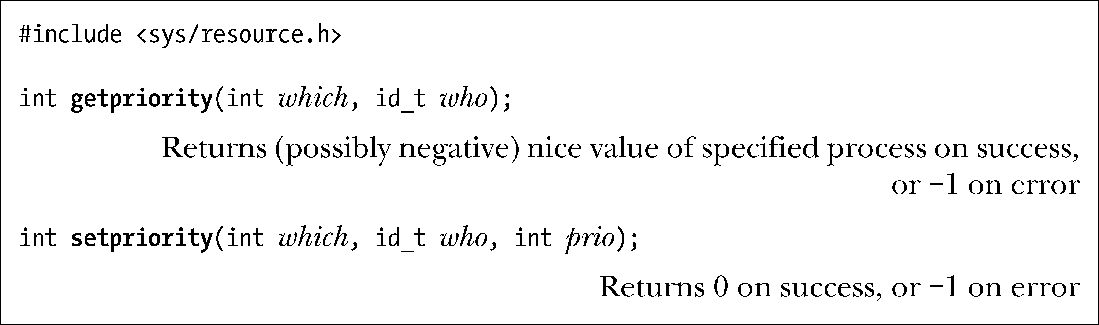 #include <sys/resource.h>
int getpriority(int which, id_t who);
Returns (possibly negative) nice value of specified process on success,
or –1 on error
int setpriority(int which, id_t who, int prio);
Returns 0 on success, or –1 on error